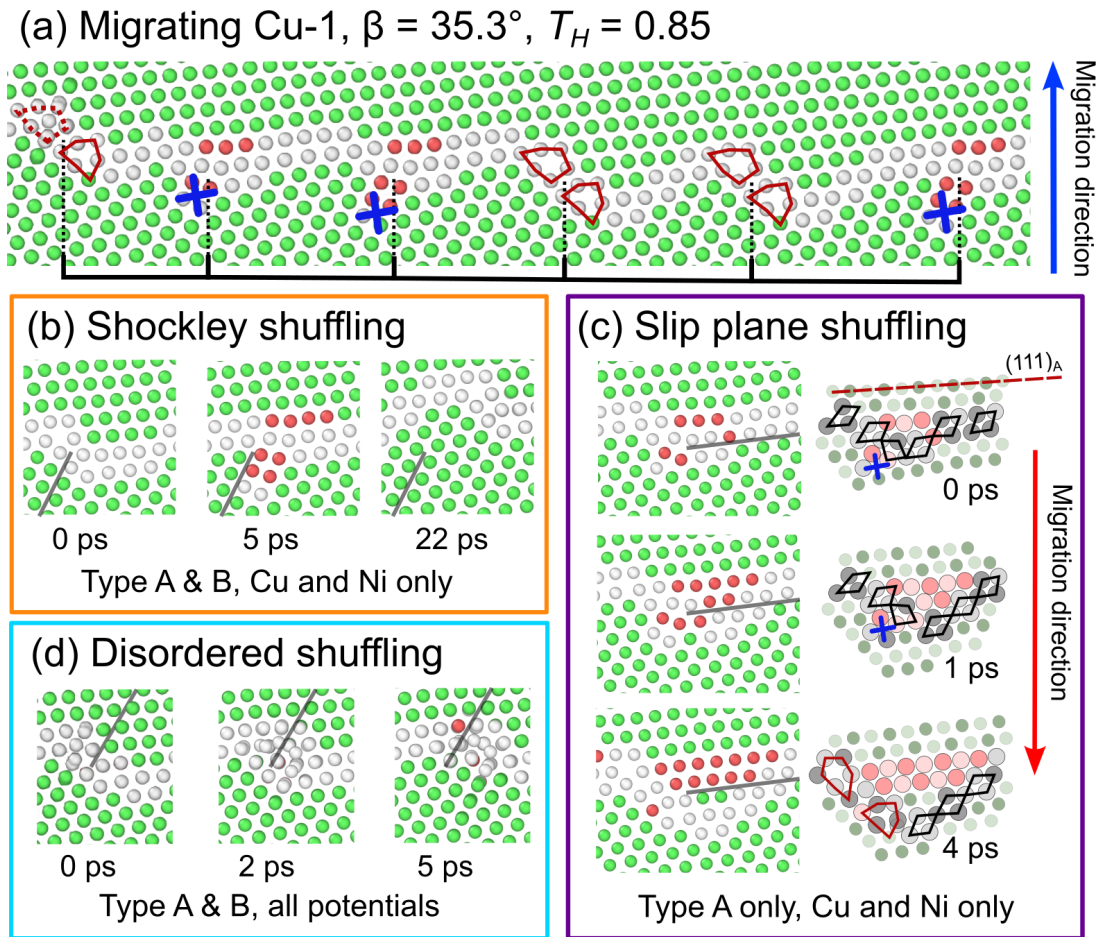 (a) Migrating Cu-1, β = 35.3°, T_H = 0.85
Migration direction
(b) Shockley shuffling
0 ps
5 ps
22 ps
Type A & B, Cu and Ni only
(c) Slip plane shuffling
(111)_A
0 ps
1 ps
4 ps
Migration direction
Type A only, Cu and Ni only
(d) Disordered shuffling
0 ps
2 ps
5 ps
Type A & B, all potentials